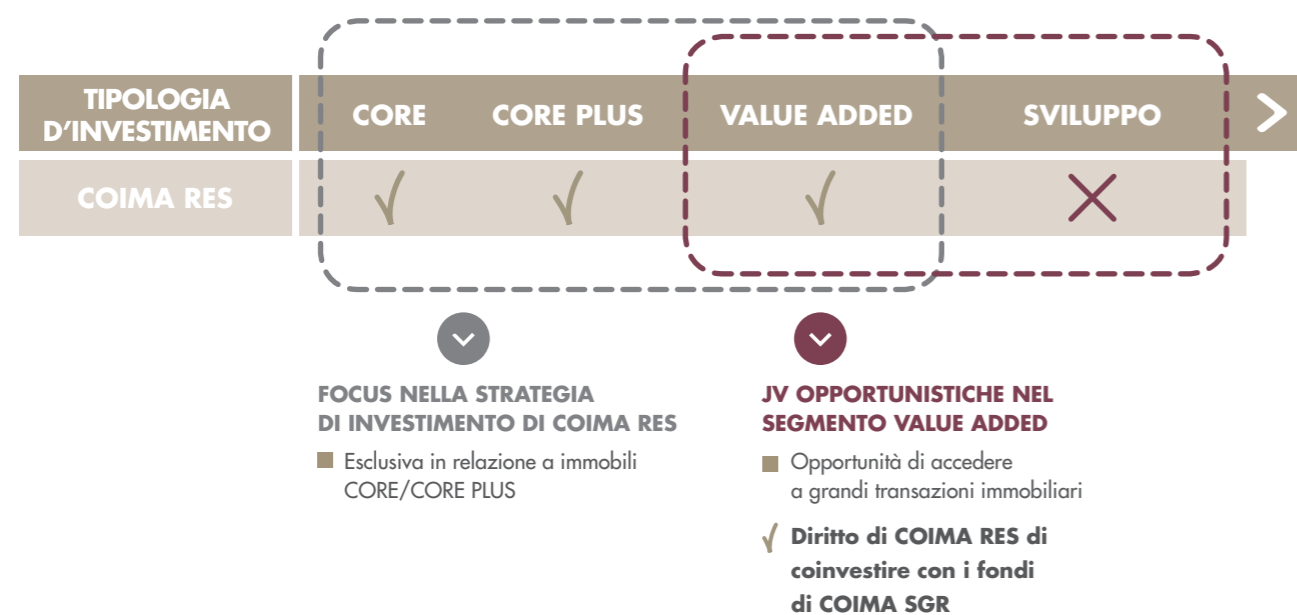 TIPOLOGIA
D'INVESTIMENTO
CORE
CORE PLUS
VALUE ADDED
SVILUPPO
COIMA RES
FOCUS NELLA STRATEGIA
DI INVESTIMENTO DI COIMA RES
Esclusiva in relazione a immobili
CORE/CORE PLUS
JV OPPORTUNISTICHE NEL
SEGMENTO VALUE ADDED
Opportunità di accedere
a grandi transazioni immobiliari
Diritto di COIMA RES di
coinvestire con i fondi
di COIMA SGR